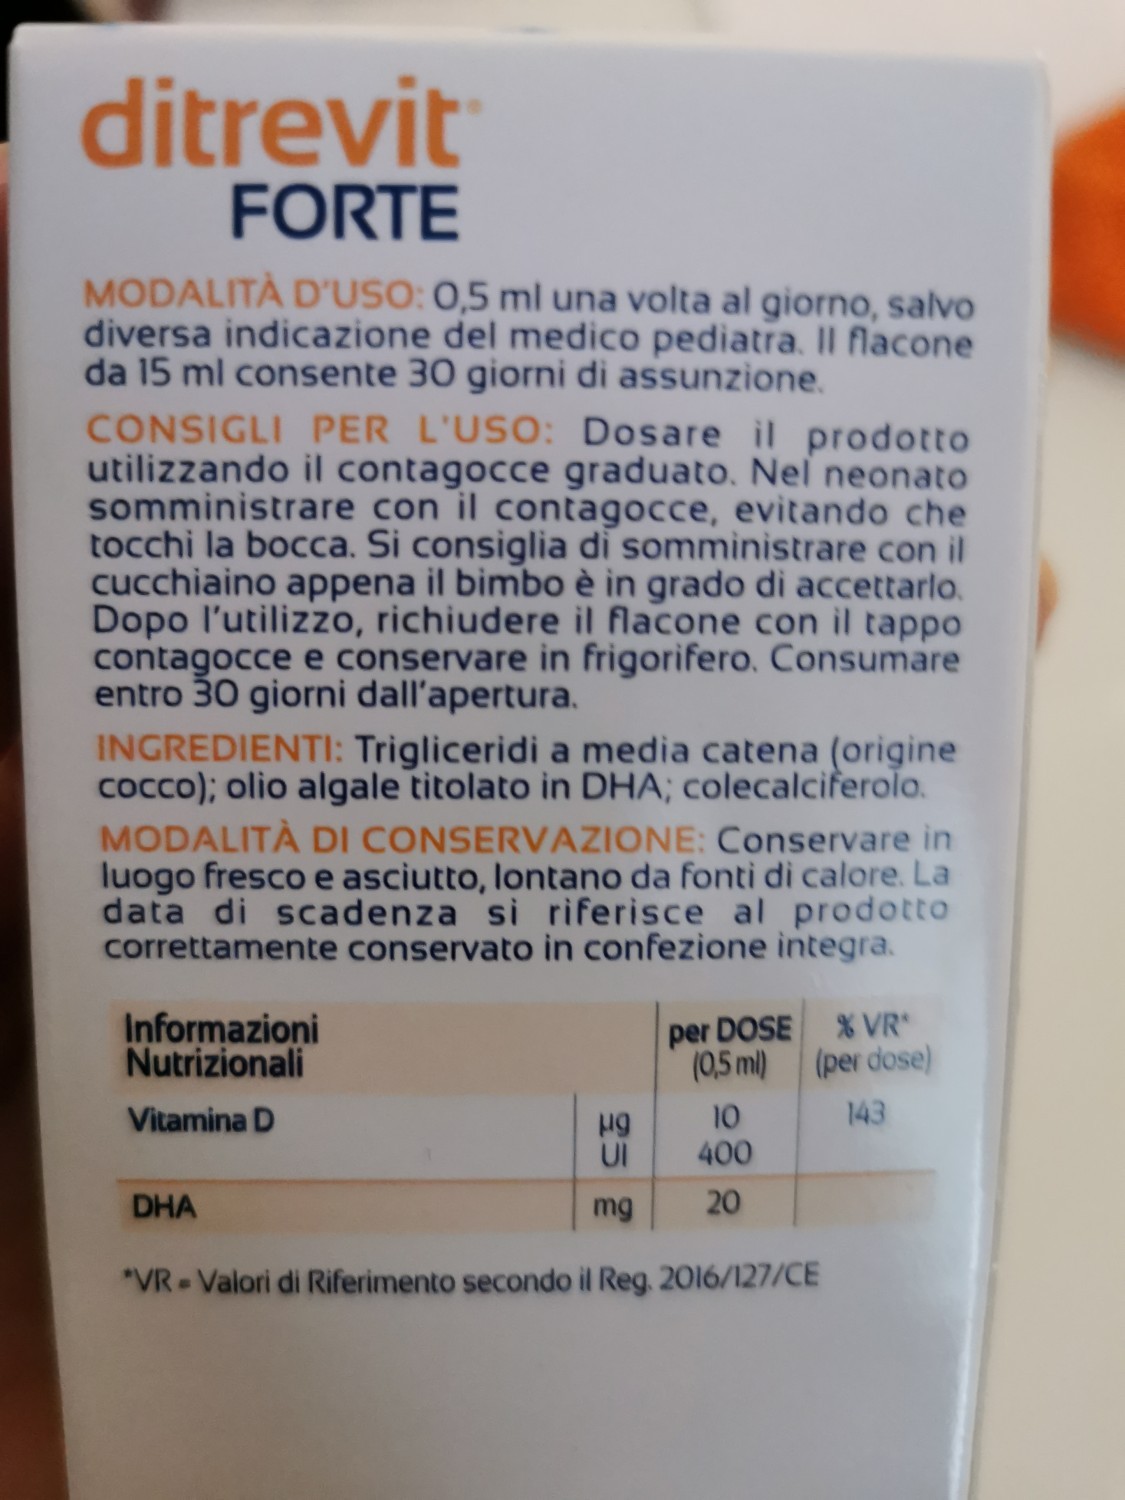 ditrevit®
FORTE
MODALITÀ D'USO: 0,5 ml una volta al giorno, salvo
diversa indicazione del medico pediatra. Il flacone
da 15 ml consente 30 giorni di assunzione.
CONSIGLI PER L'USO: Dosare il prodotto
utilizzando il contagocce graduato. Nel neonato
somministrare con il contagocce, evitando che
tocchi la bocca. Si consiglia di somministrare con il
cucchiaino appena il bimbo è in grado di accettarlo.
Dopo l'utilizzo, richiudere il flacone con il tappo
contagocce e conservare in frigorifero. Consumare
entro 30 giorni dall'apertura.
INGREDIENTI: Trigliceridi a media catena (origine
cocco); olio algale titolato in DHA; colecalciferolo.
MODALITÀ DI CONSERVAZIONE: Conservare in
luogo fresco e asciutto, lontano da fonti di calore. La
data di scadenza si riferisce al prodotto
correttamente conservato in confezione integra.
Informazioni per DOSE % VR*
Nutrizionali (0,5 ml) (per dose)
Vitamina D µg 10 143
UI 400
DHA mg 20
*VR = Valori di Riferimento secondo il Reg. 2016/127/CE